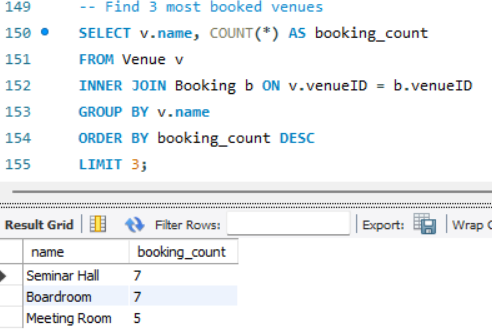 149 -- Find 3 most booked venues
150 SELECT v.name, COUNT(*) AS booking_count
151 FROM Venue v
152 INNER JOIN Booking b ON v.venueID = b.venueID
153 GROUP BY v.name
154 ORDER BY booking_count DESC
155 LIMIT 3;
Result Grid Filter Rows: Export: Wrap C
name booking_count
Seminar Hall 7
Boardroom 7
Meeting Room 5